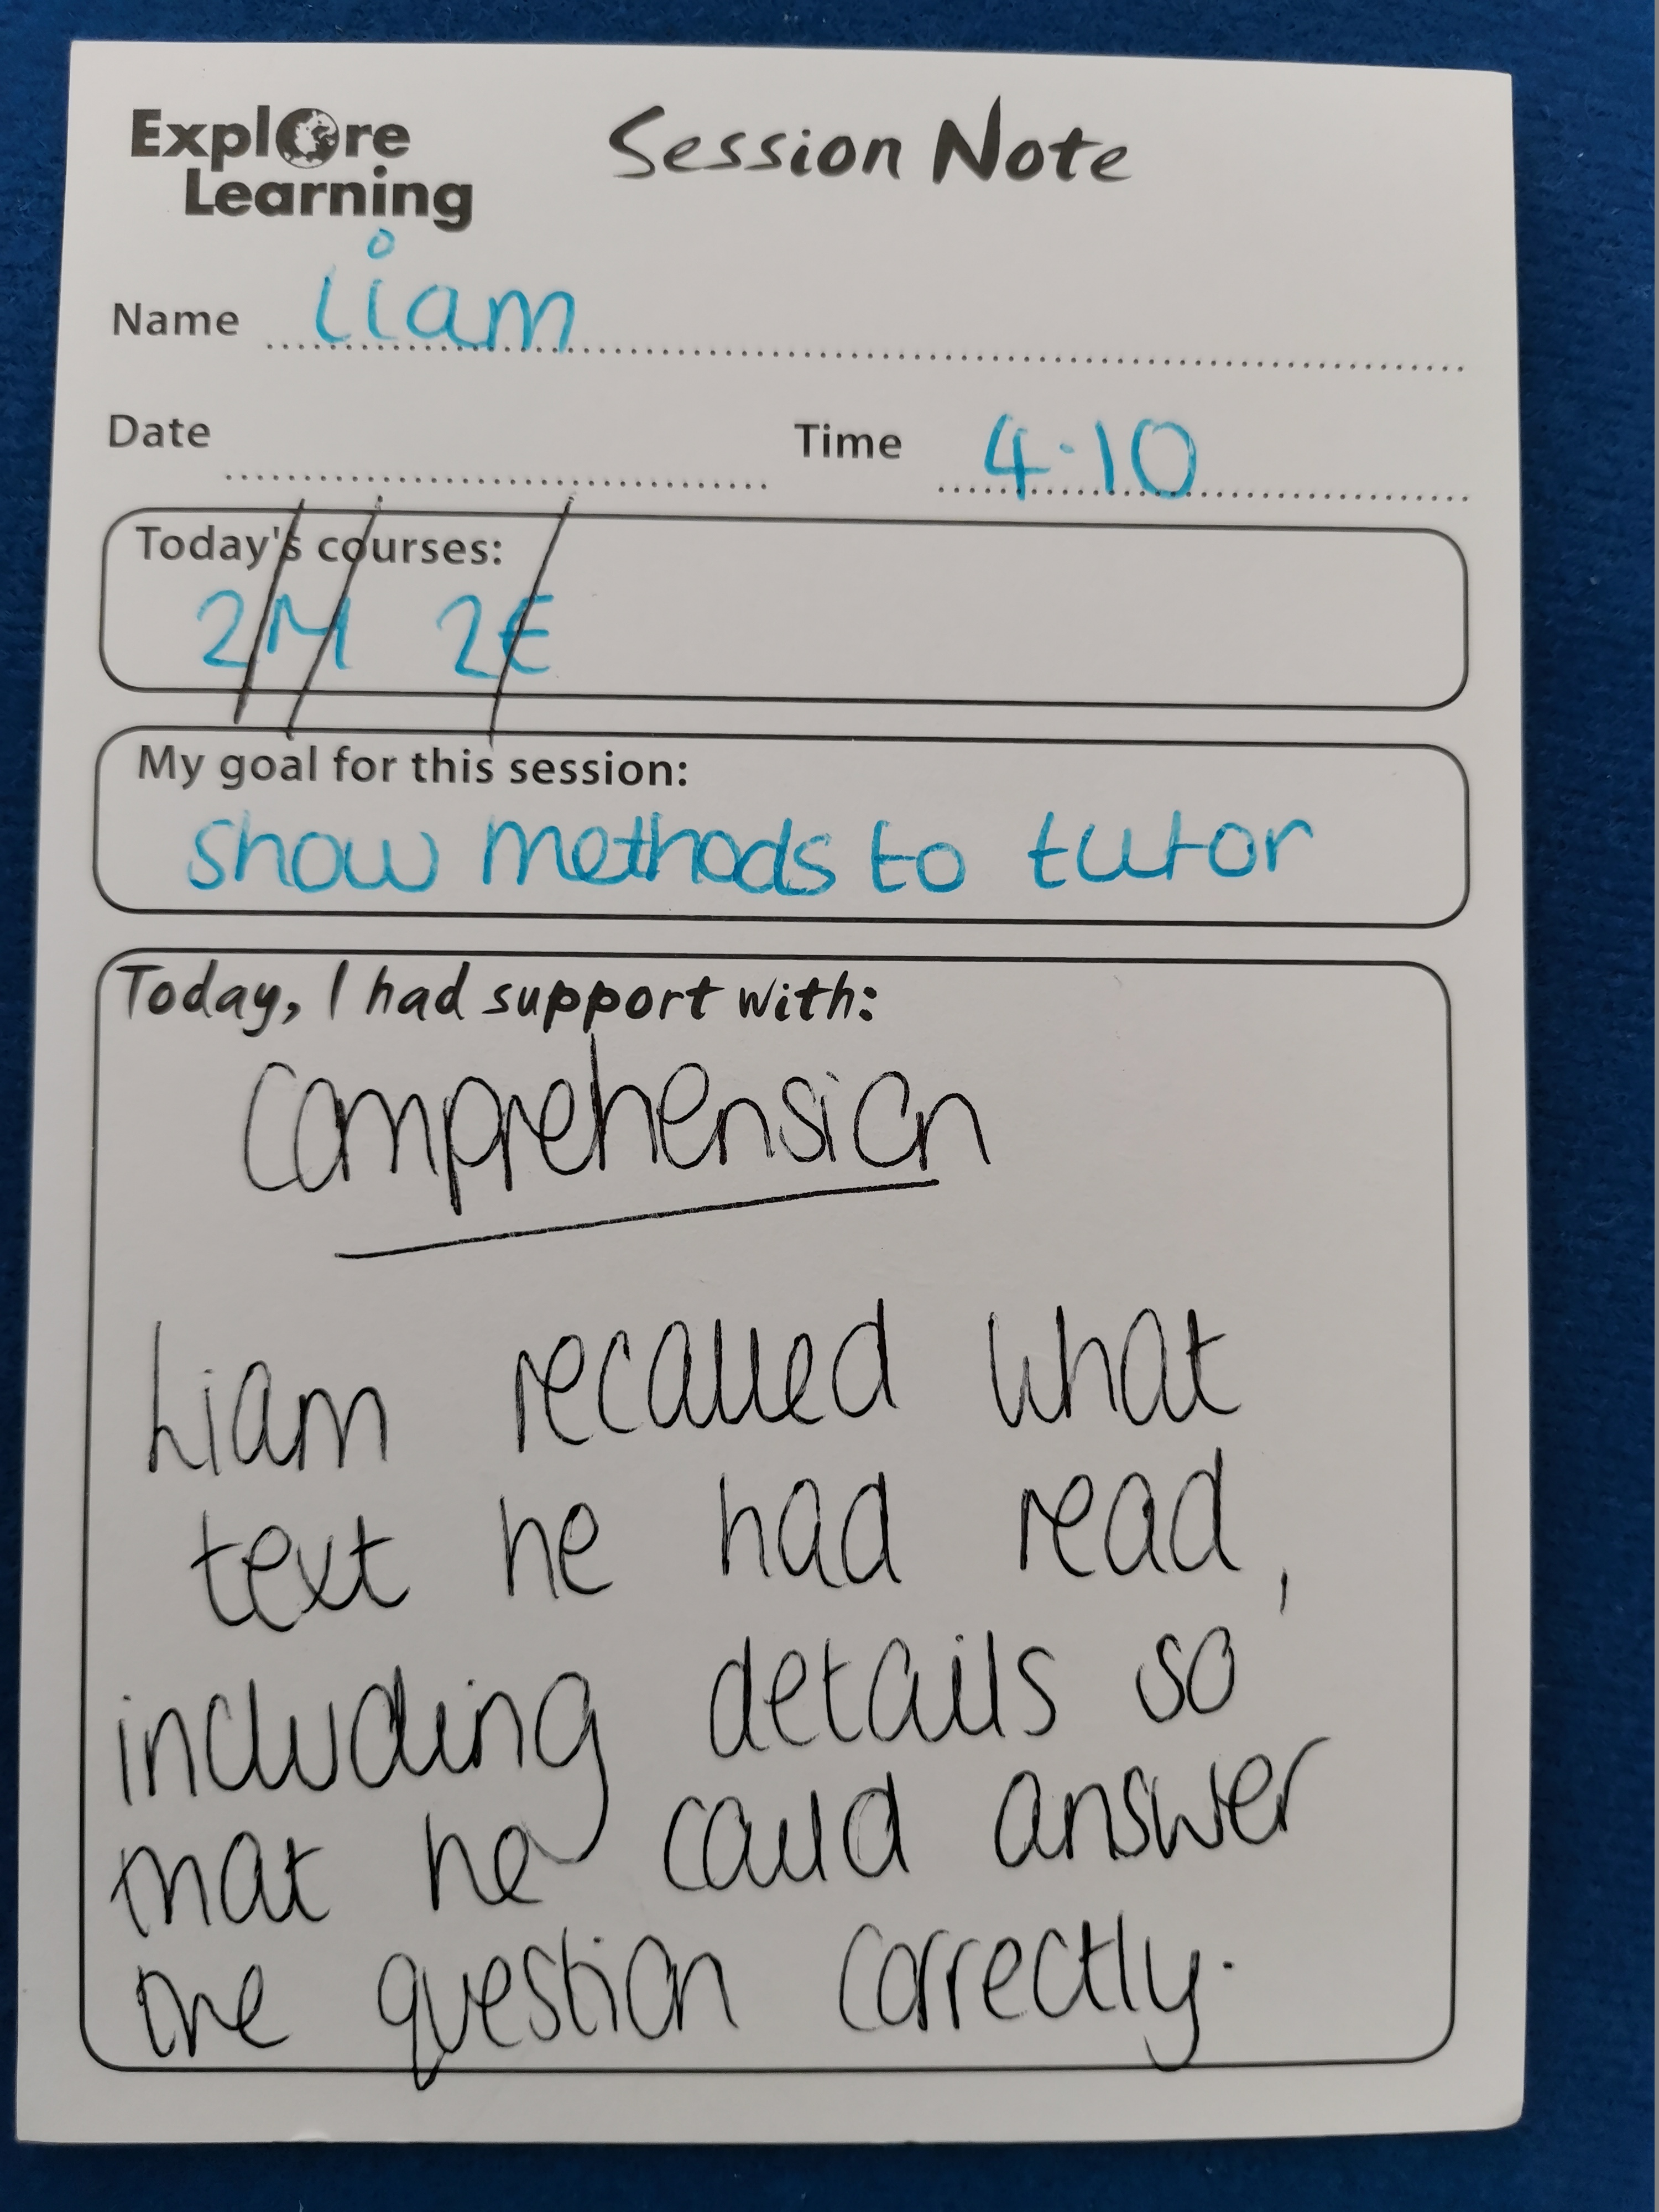 Explore
Learning
Session Note
Name Liam
Date
Time 4.10
Today's courses:
2M 2E
My goal for this session:
show methods to tutor
Today, I had support with:
Comprehension
Liam recalled what
text he had read,
including details so
that he could answer
the question correctly.